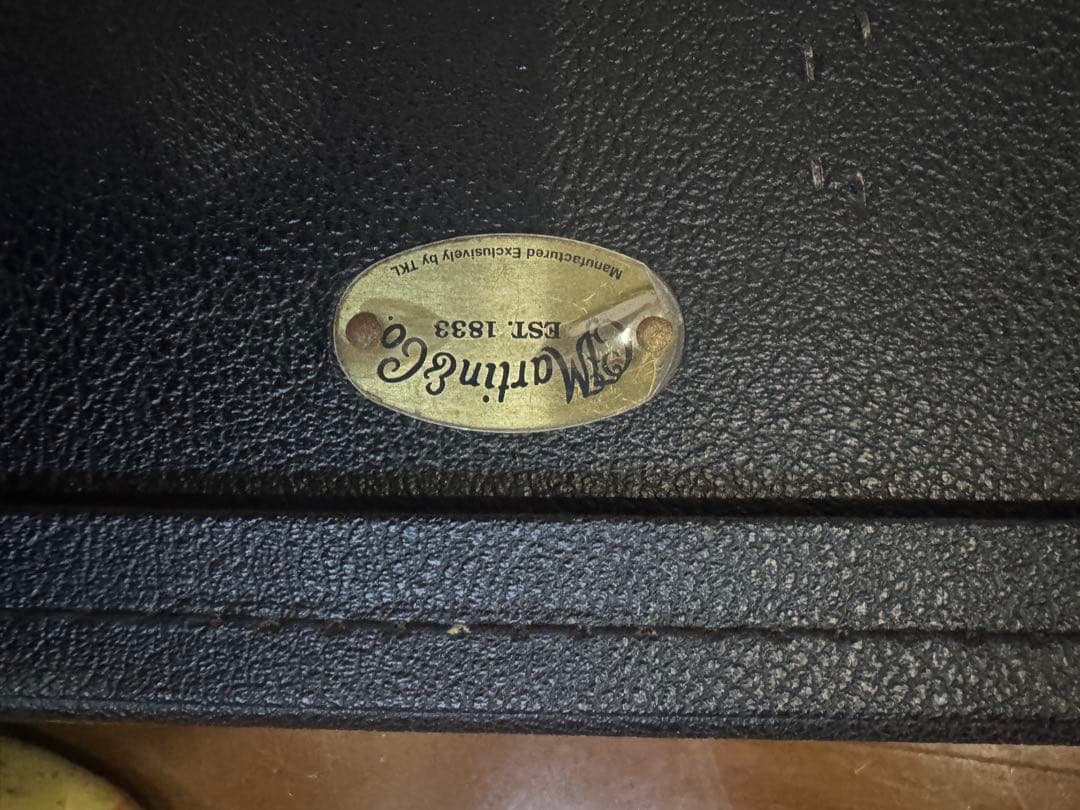 CFMartin & Co.
EST. 1833
Manufactured Exclusively by TKL